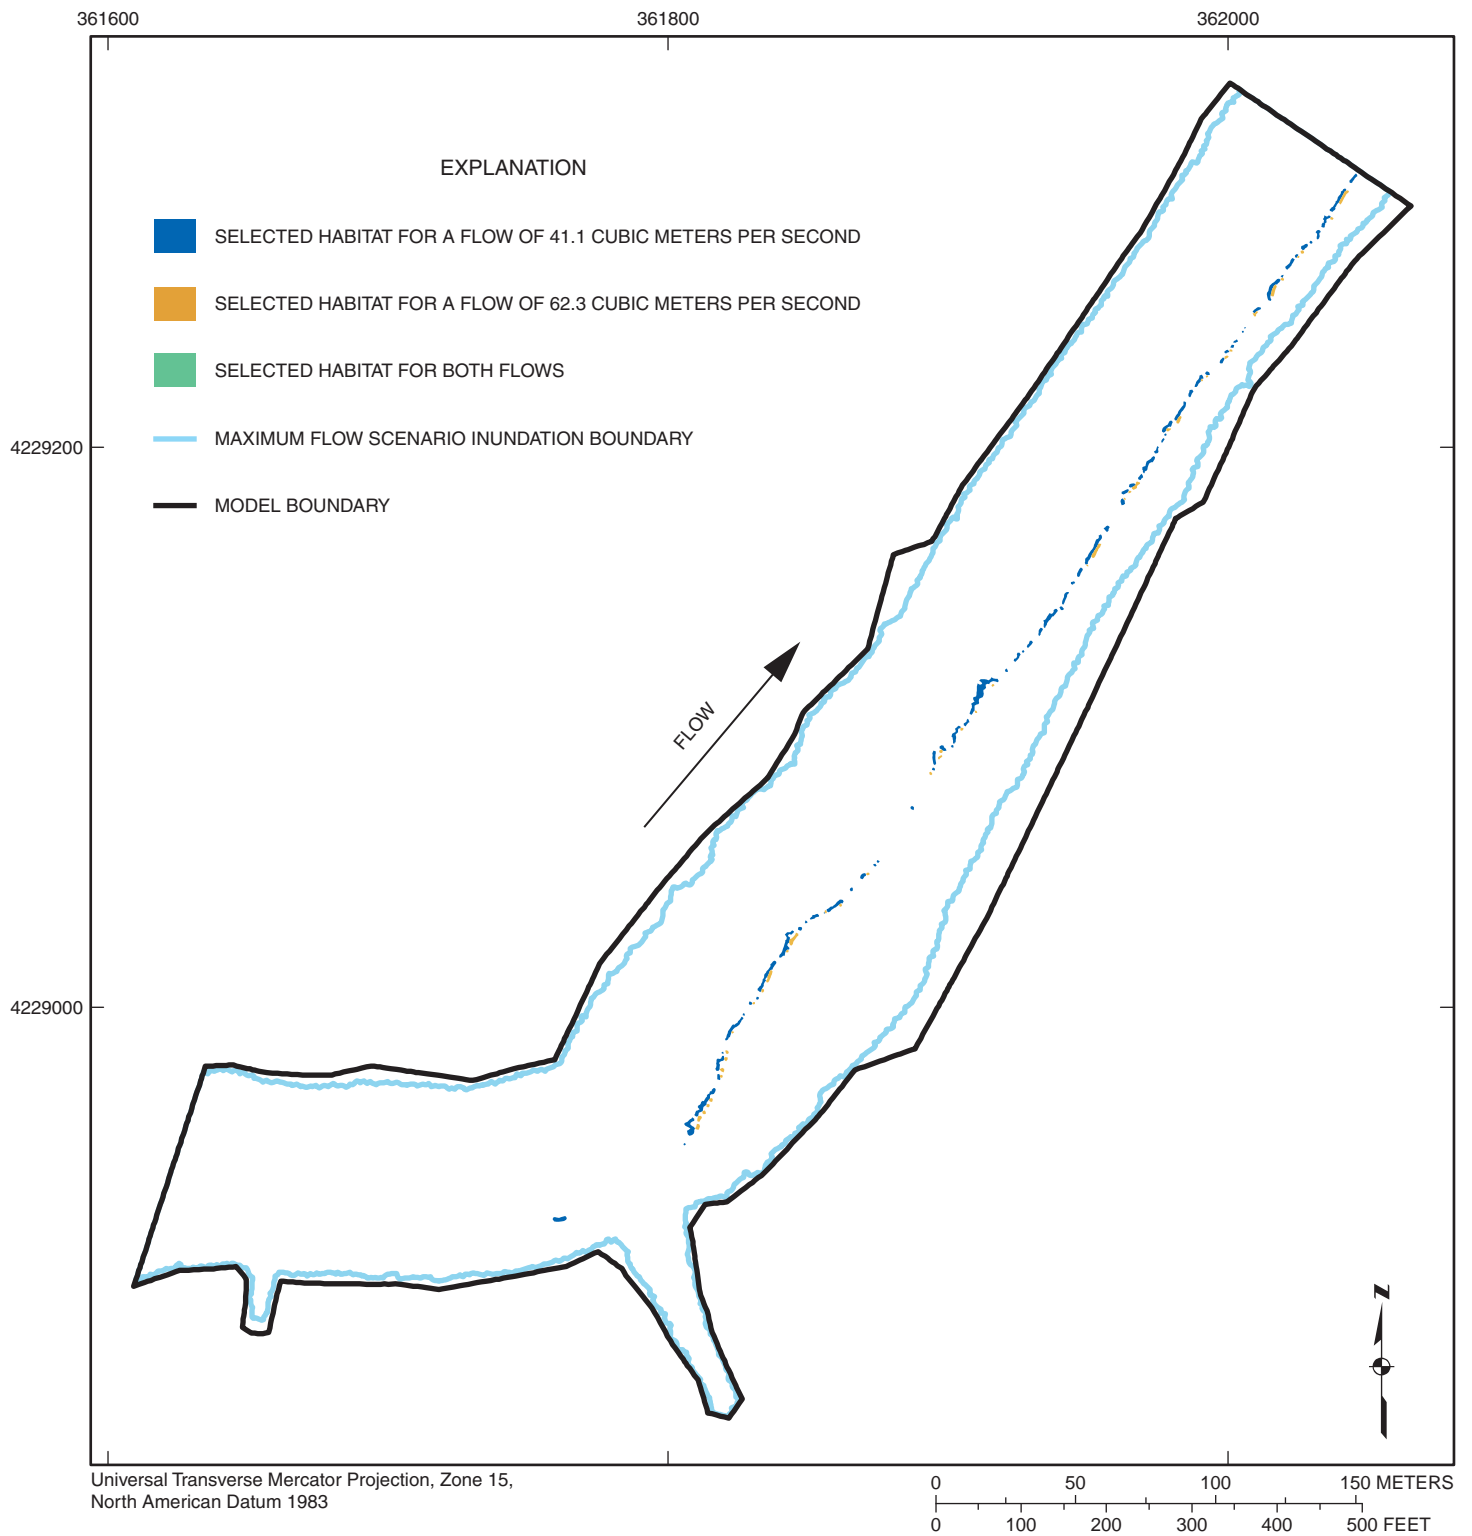 361600 361800 362000
EXPLANATION
SELECTED HABITAT FOR A FLOW OF 41.1 CUBIC METERS PER SECOND
SELECTED HABITAT FOR A FLOW OF 62.3 CUBIC METERS PER SECOND
SELECTED HABITAT FOR BOTH FLOWS
MAXIMUM FLOW SCENARIO INUNDATION BOUNDARY
4229200
MODEL BOUNDARY
FLOW
4229000
N
Universal Transverse Mercator Projection, Zone 15,
North American Datum 1983
0 50 100 150 METERS
0 100 200 300 400 500 FEET